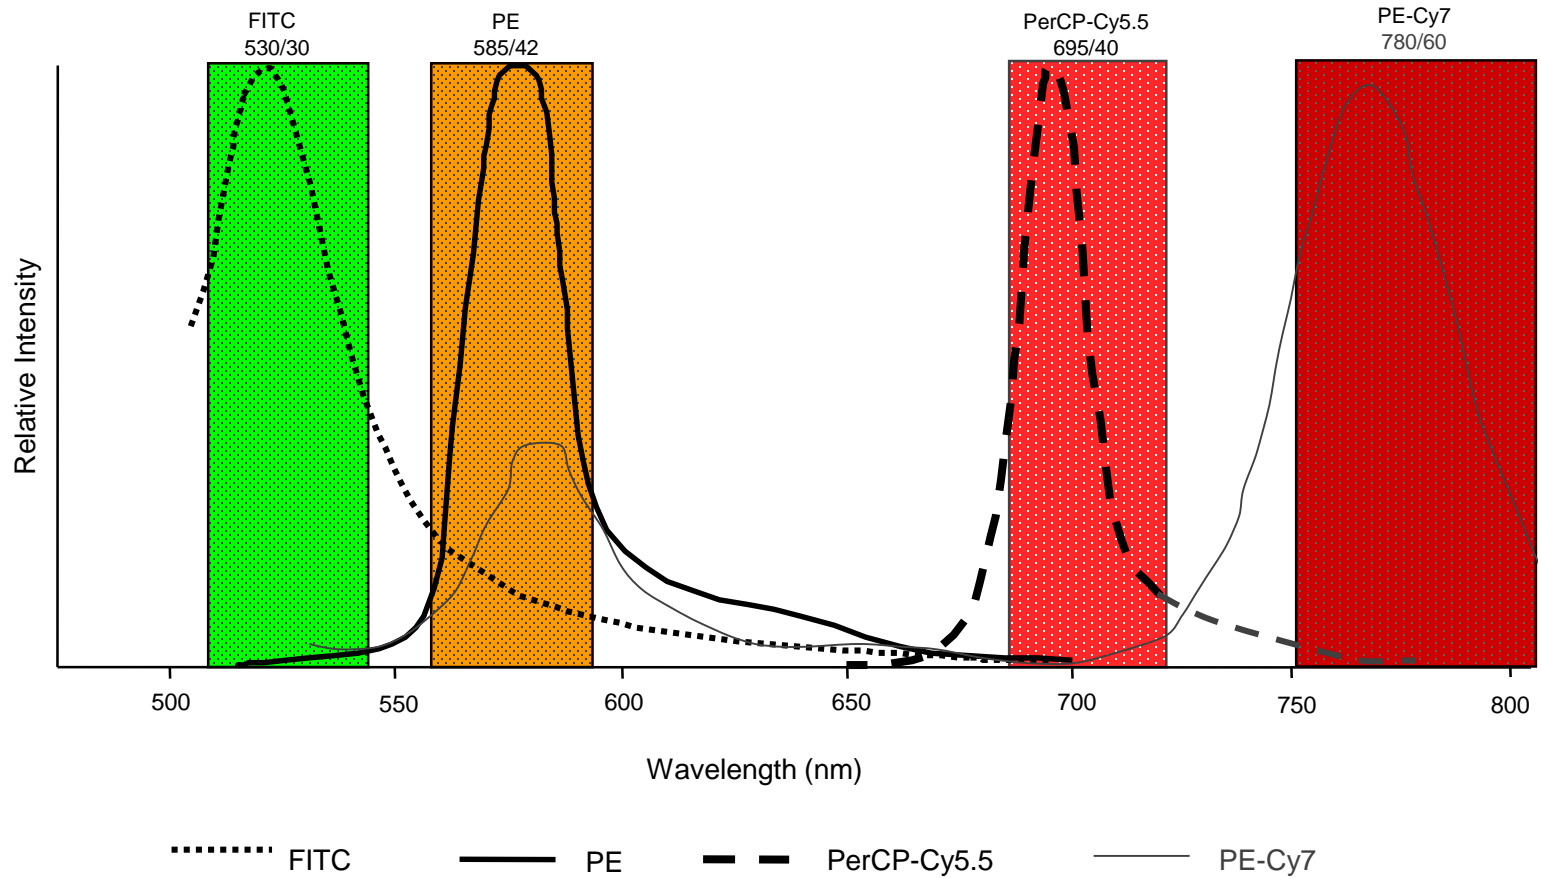 FITC
530/30
PE
585/42
PerCP-Cy5.5
695/40
PE-Cy7
780/60
Relative Intensity
500
550
600
650
700
750
800
Wavelength (nm)
FITC
PE
PerCP-Cy5.5
PE-Cy7